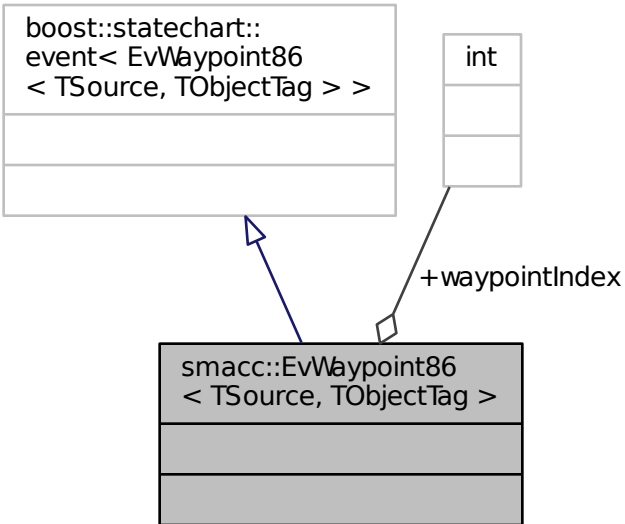 boost::statechart::
event< EvWaypoint86
< TSource, TObjectTag > >
int
+waypointIndex
smacc::EvWaypoint86
< TSource, TObjectTag >